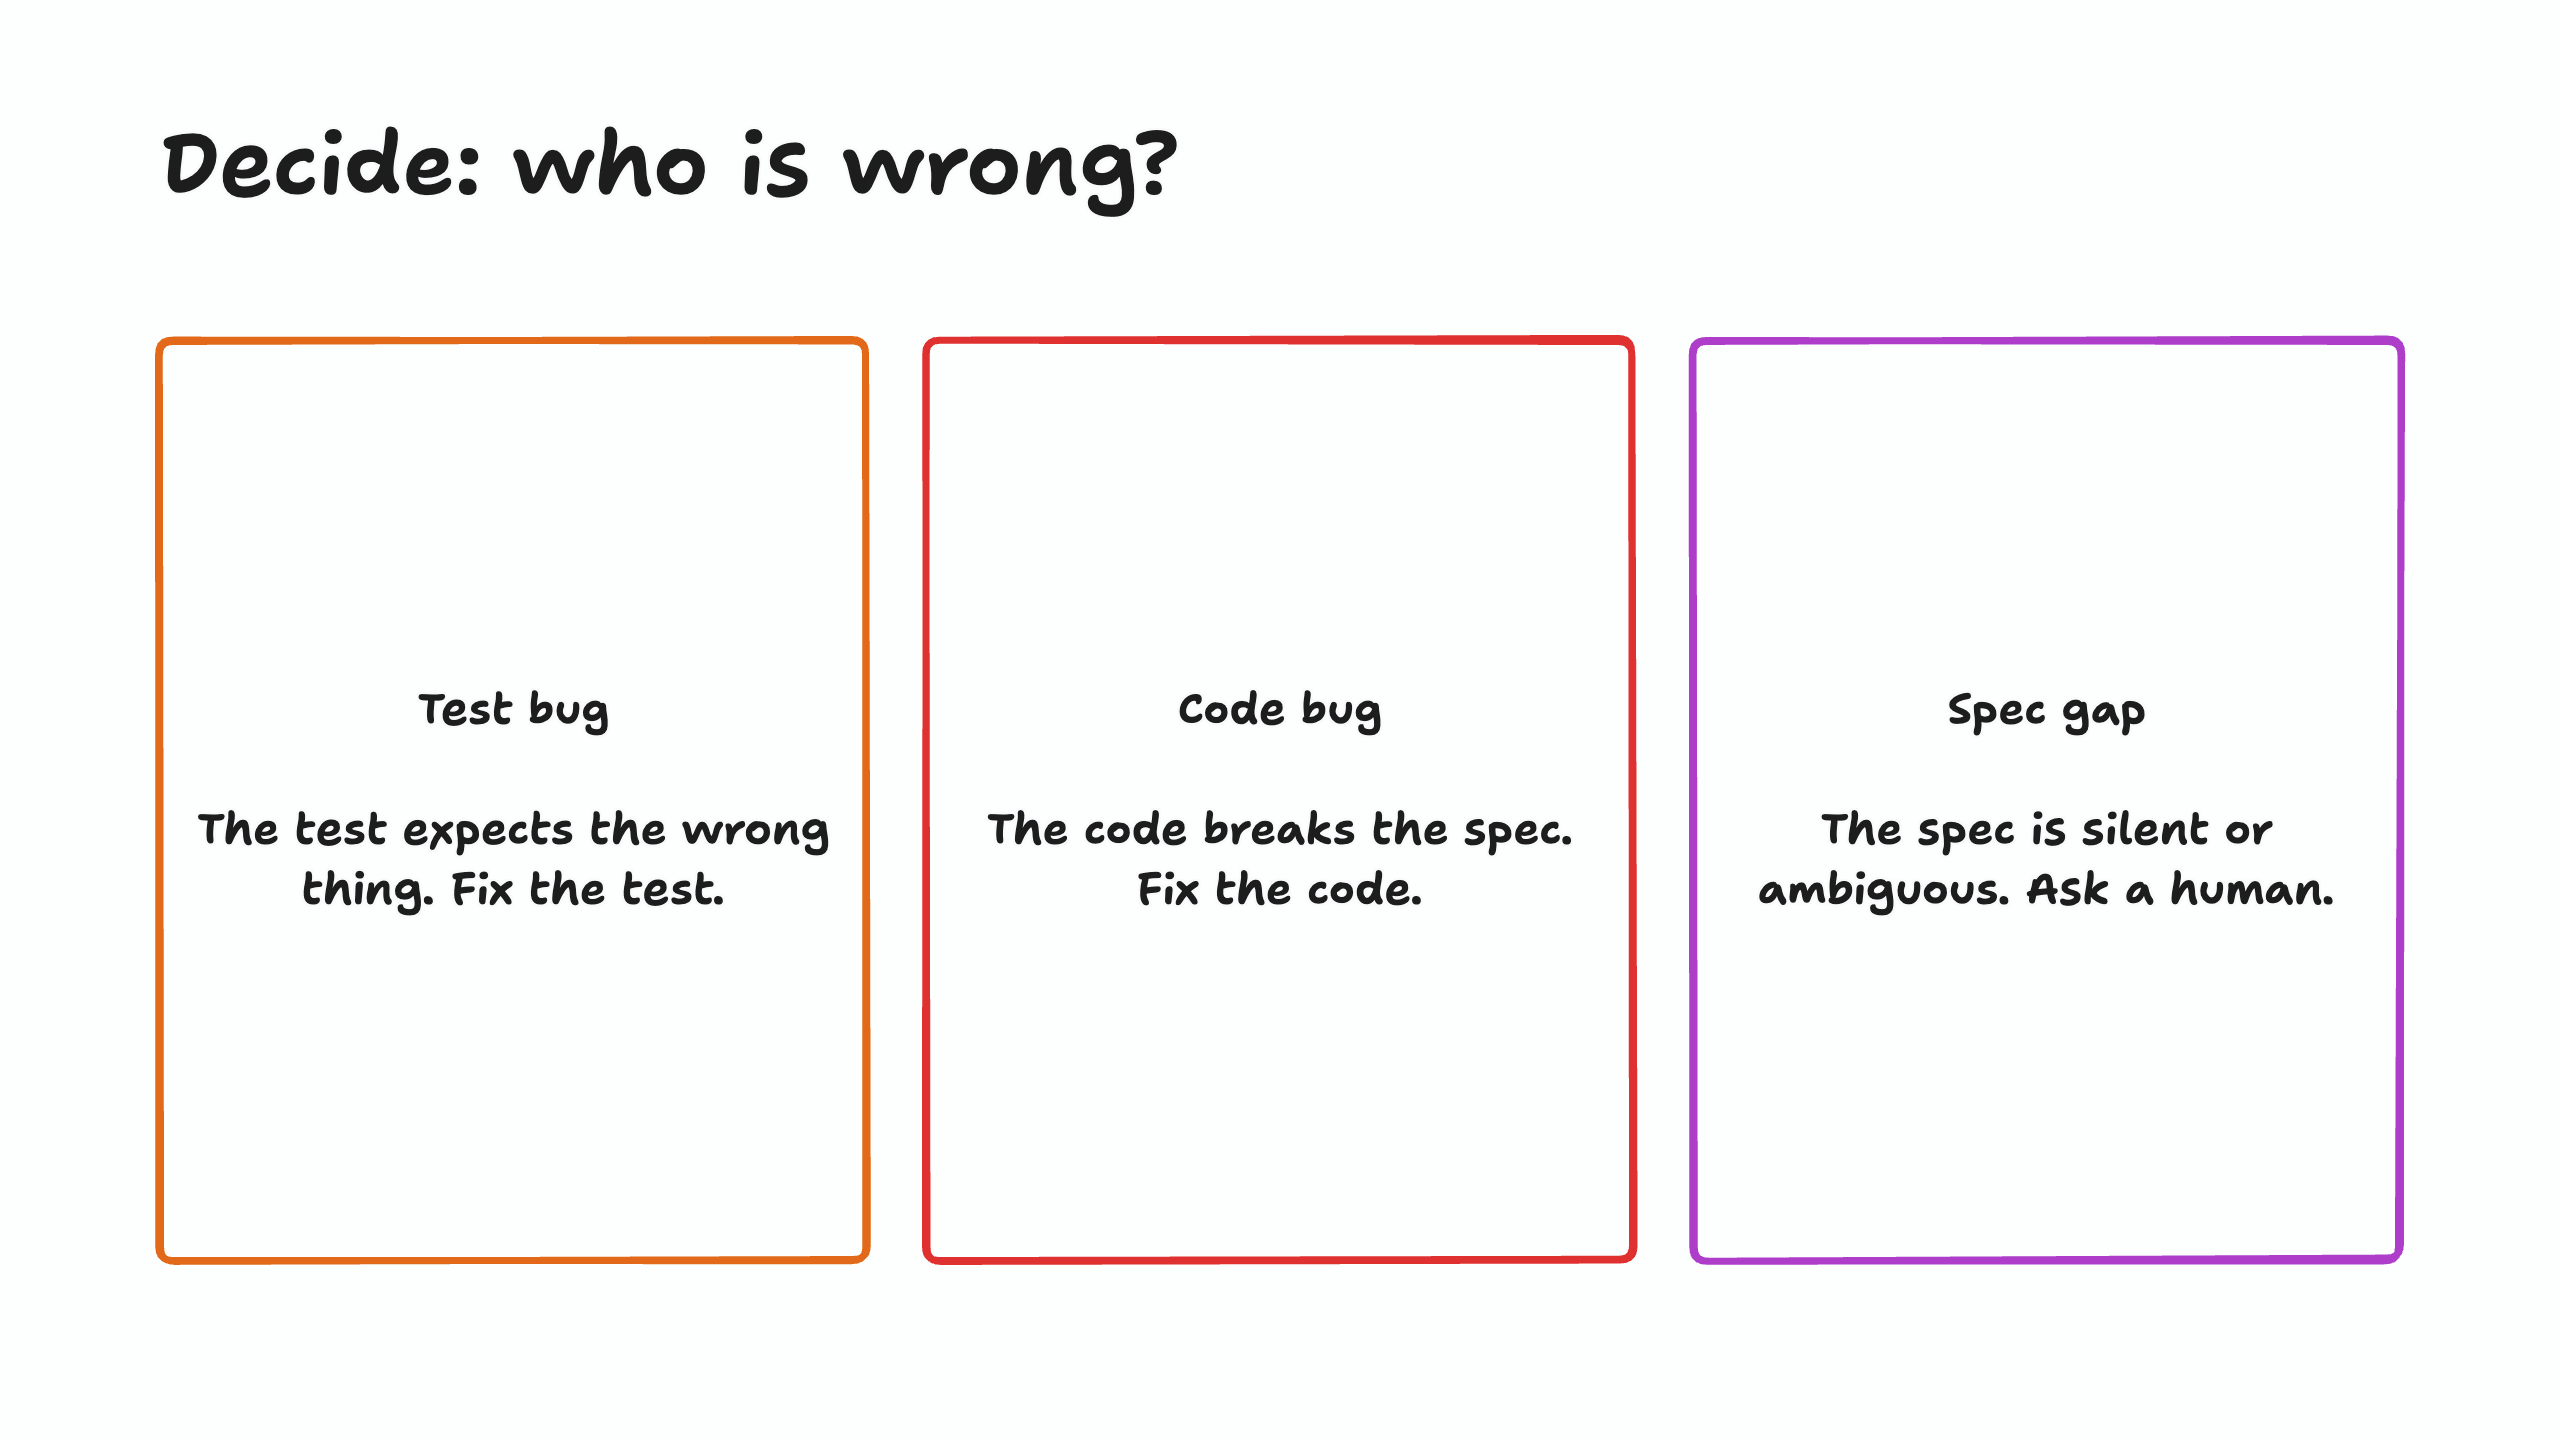 Decide: who is wrong?
Test bug
The test expects the wrong
thing. Fix the test.
Code bug
The code breaks the spec.
Fix the code.
Spec gap
The spec is silent or
ambiguous. Ask a human.